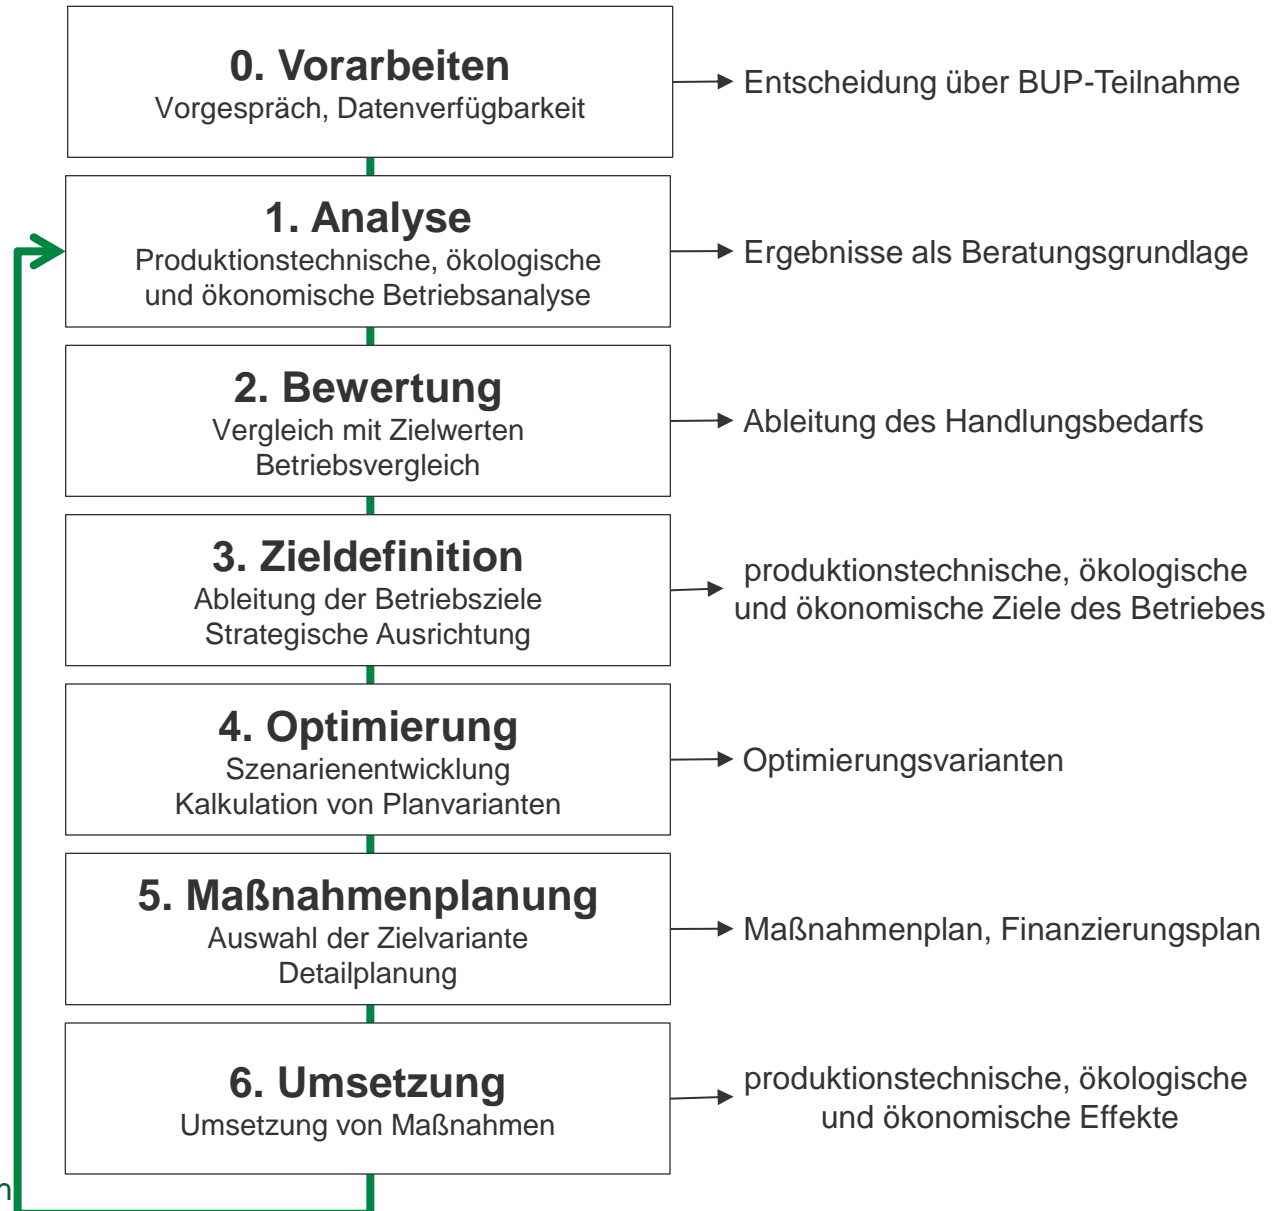 0. Vorarbeiten
Vorgespräch, Datenverfügbarkeit
Entscheidung über BUP-Teilnahme
1. Analyse
Produktionstechnische, ökologische
und ökonomische Betriebsanalyse
Ergebnisse als Beratungsgrundlage
2. Bewertung
Vergleich mit Zielwerten
Betriebsvergleich
Ableitung des Handlungsbedarfs
3. Zieldefinition
Ableitung der Betriebsziele
Strategische Ausrichtung
produktionstechnische, ökologische
und ökonomische Ziele des Betriebes
4. Optimierung
Szenarienentwicklung
Kalkulation von Planvarianten
Optimierungsvarianten
5. Maßnahmenplanung
Auswahl der Zielvariante
Detailplanung
Maßnahmenplan, Finanzierungsplan
6. Umsetzung
Umsetzung von Maßnahmen
produktionstechnische, ökologische
und ökonomische Effekte